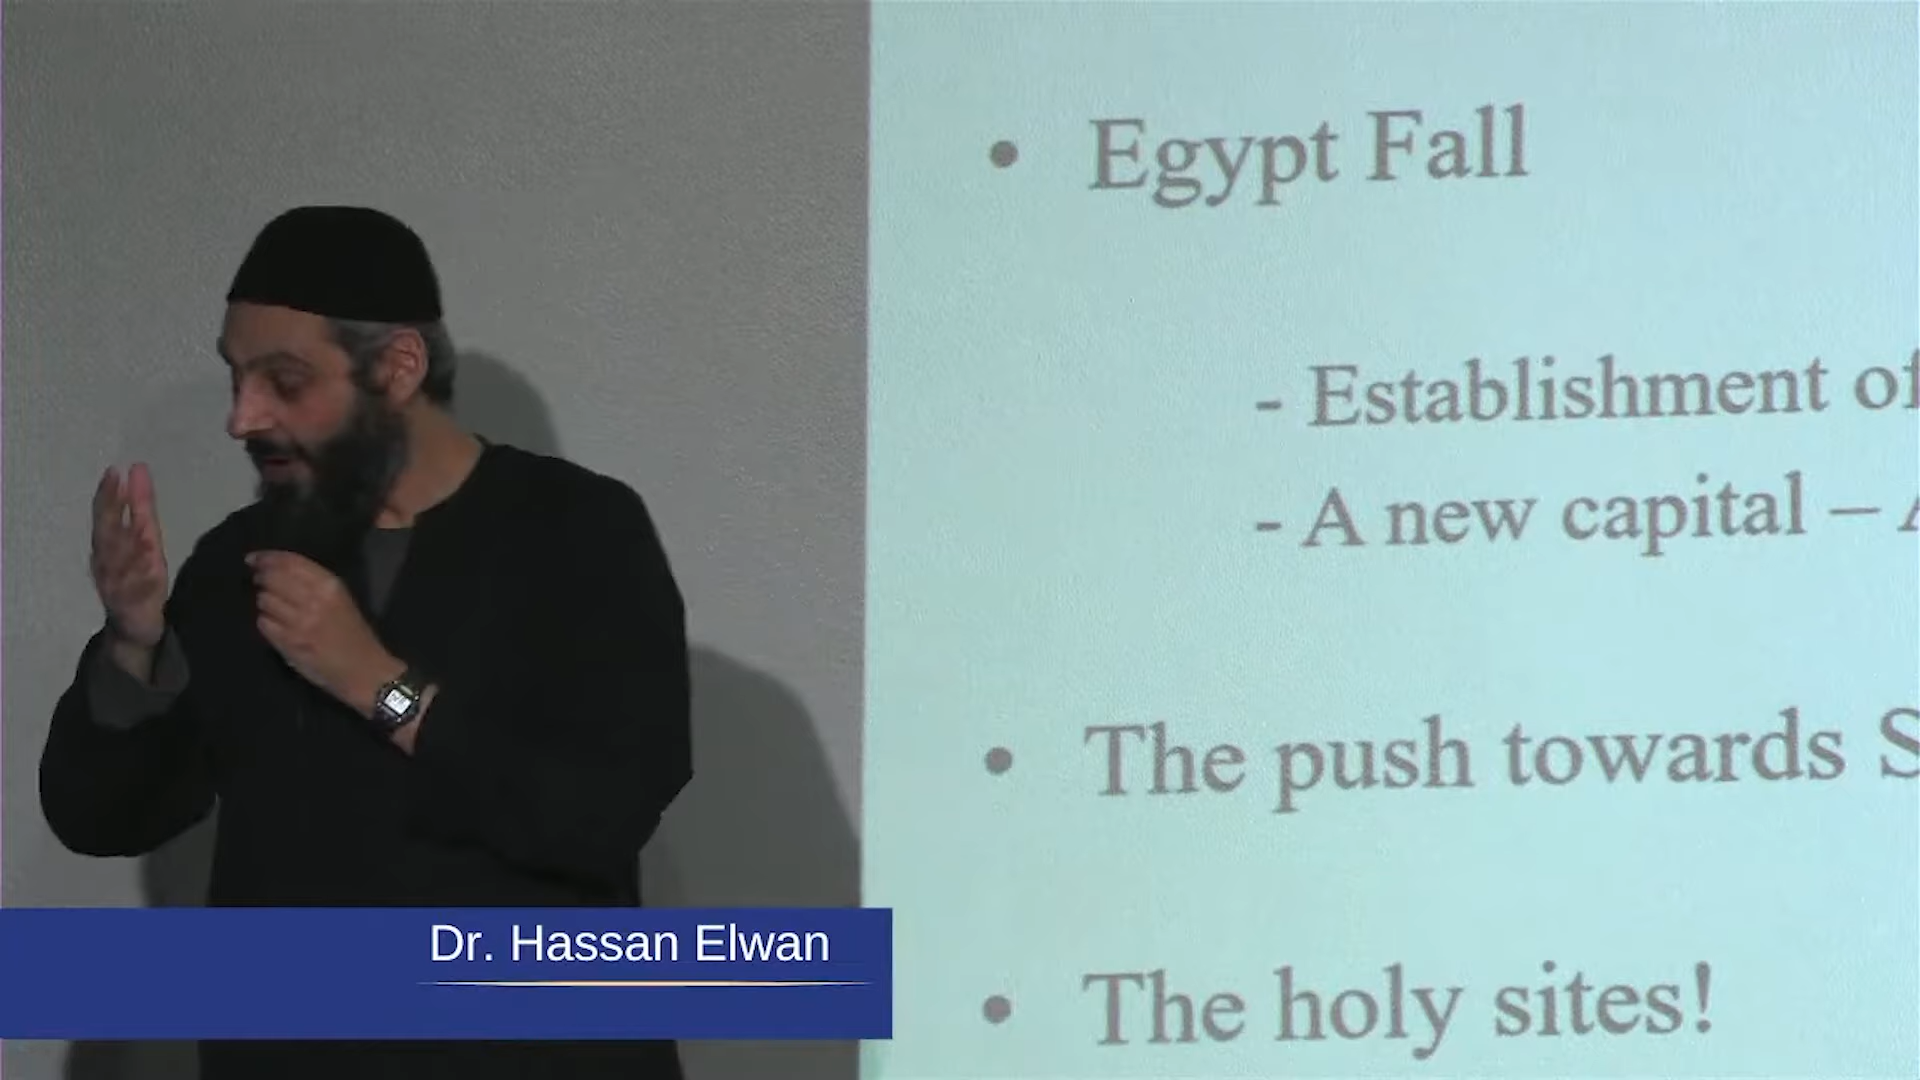 • Egypt Fall
- Establishment of
- A new capital –
• The push towards
• The holy sites!
Dr. Hassan Elwan